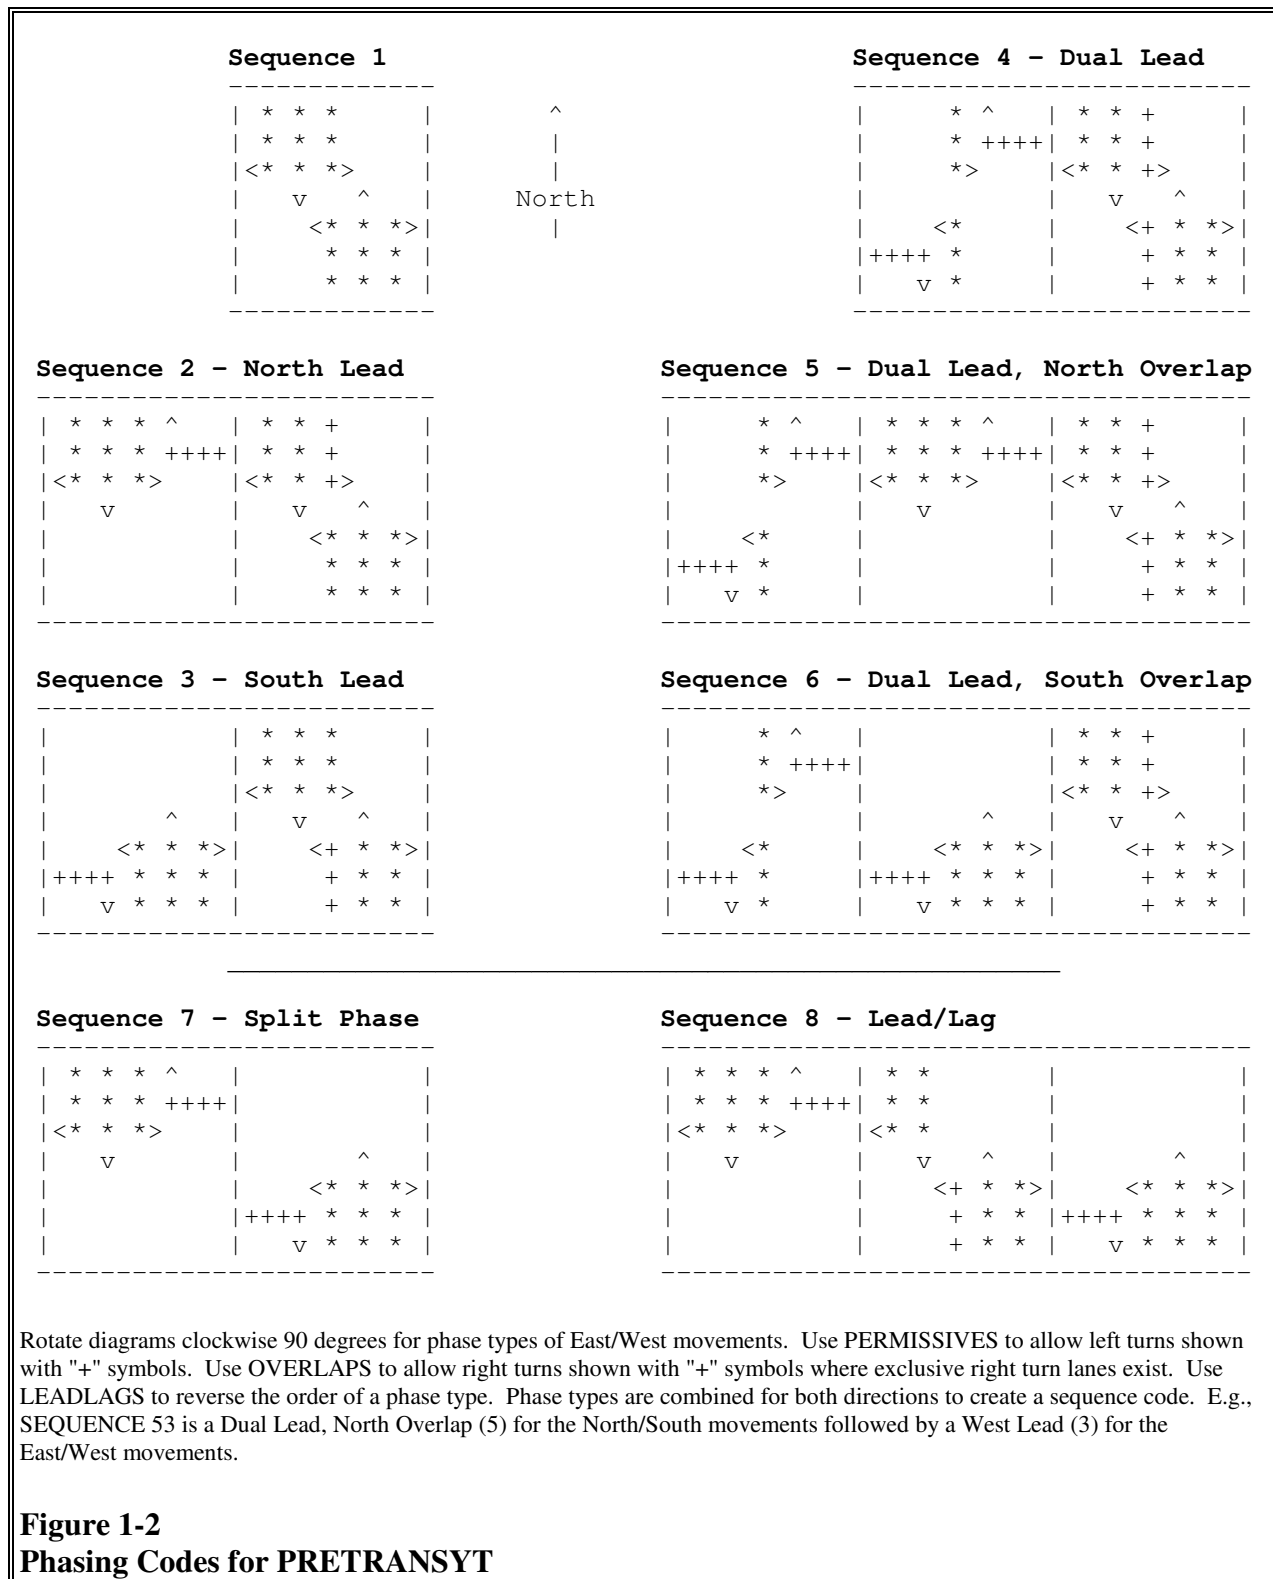 Sequence 1                             Sequence 4 - Dual Lead
            -------------                          -------------------------
            | * * *     |       ^                  |     * ^   | * * +     |
            | * * *     |       |                  |     * ++++| * * +     |
            |<* * *>    |       |                  |     *>    |<* * +>    |
            |   v   ^   |     North                |           |   v   ^   |
            |    <* * *>|       |                  |    <*     |    <+ * *>|
            |     * * * |                          |++++ *     |     + * * |
            |     * * * |                          |   v *     |     + * * |
            -------------                          -------------------------
Sequence 2 - North Lead                Sequence 5 - Dual Lead, North Overlap
-------------------------              -------------------------------------
| * * * ^   | * * +     |              |     * ^   | * * * ^   | * * +     |
| * * * ++++| * * +     |              |     * ++++| * * * ++++| * * +     |
|<* * *>    |<* * +>    |              |     *>    |<* * *>    |<* * +>    |
|   v       |   v   ^   |              |           |   v       |   v   ^   |
|           |    <* * *>|              |    <*     |           |    <+ * *>|
|           |     * * * |              |++++ *     |           |     + * * |
|           |     * * * |              |   v *     |           |     + * * |
-------------------------              -------------------------------------
Sequence 3 - South Lead                Sequence 6 - Dual Lead, South Overlap
-------------------------              -------------------------------------
|           | * * *     |              |     * ^   |           | * * +     |
|           | * * *     |              |     * ++++|           | * * +     |
|           |<* * *>    |              |     *>    |           |<* * +>    |
|       ^   |   v   ^   |              |           |       ^   |   v   ^   |
|    <* * *>|    <+ * *>|              |    <*     |    <* * *>|    <+ * *>|
|++++ * * * |     + * * |              |++++ *     |++++ * * * |     + * * |
|   v * * * |     + * * |              |   v *     |   v * * * |     + * * |
-------------------------              -------------------------------------
Sequence 7 - Split Phase               Sequence 8 - Lead/Lag
-------------------------              -------------------------------------
| * * * ^   |           |              | * * * ^   | * *       |           |
| * * * ++++|           |              | * * * ++++| * *       |           |
|<* * *>    |           |              |<* * *>    |<* *       |           |
|   v       |       ^   |              |   v       |   v   ^   |       ^   |
|           |    <* * *>|              |           |    <+ * *>|    <* * *>|
|           |++++ * * * |              |           |     + * * |++++ * * * |
|           |   v * * * |              |           |     + * * |   v * * * |
-------------------------              -------------------------------------
Rotate diagrams clockwise 90 degrees for phase types of East/West movements. Use PERMISSIVES to allow left turns shown
with "+" symbols. Use OVERLAPS to allow right turns shown with "+" symbols where exclusive right turn lanes exist. Use
LEADLAGS to reverse the order of a phase type. Phase types are combined for both directions to create a sequence code. E.g.,
SEQUENCE 53 is a Dual Lead, North Overlap (5) for the North/South movements followed by a West Lead (3) for the
East/West movements.
Figure 1-2
Phasing Codes for PRETRANSYT